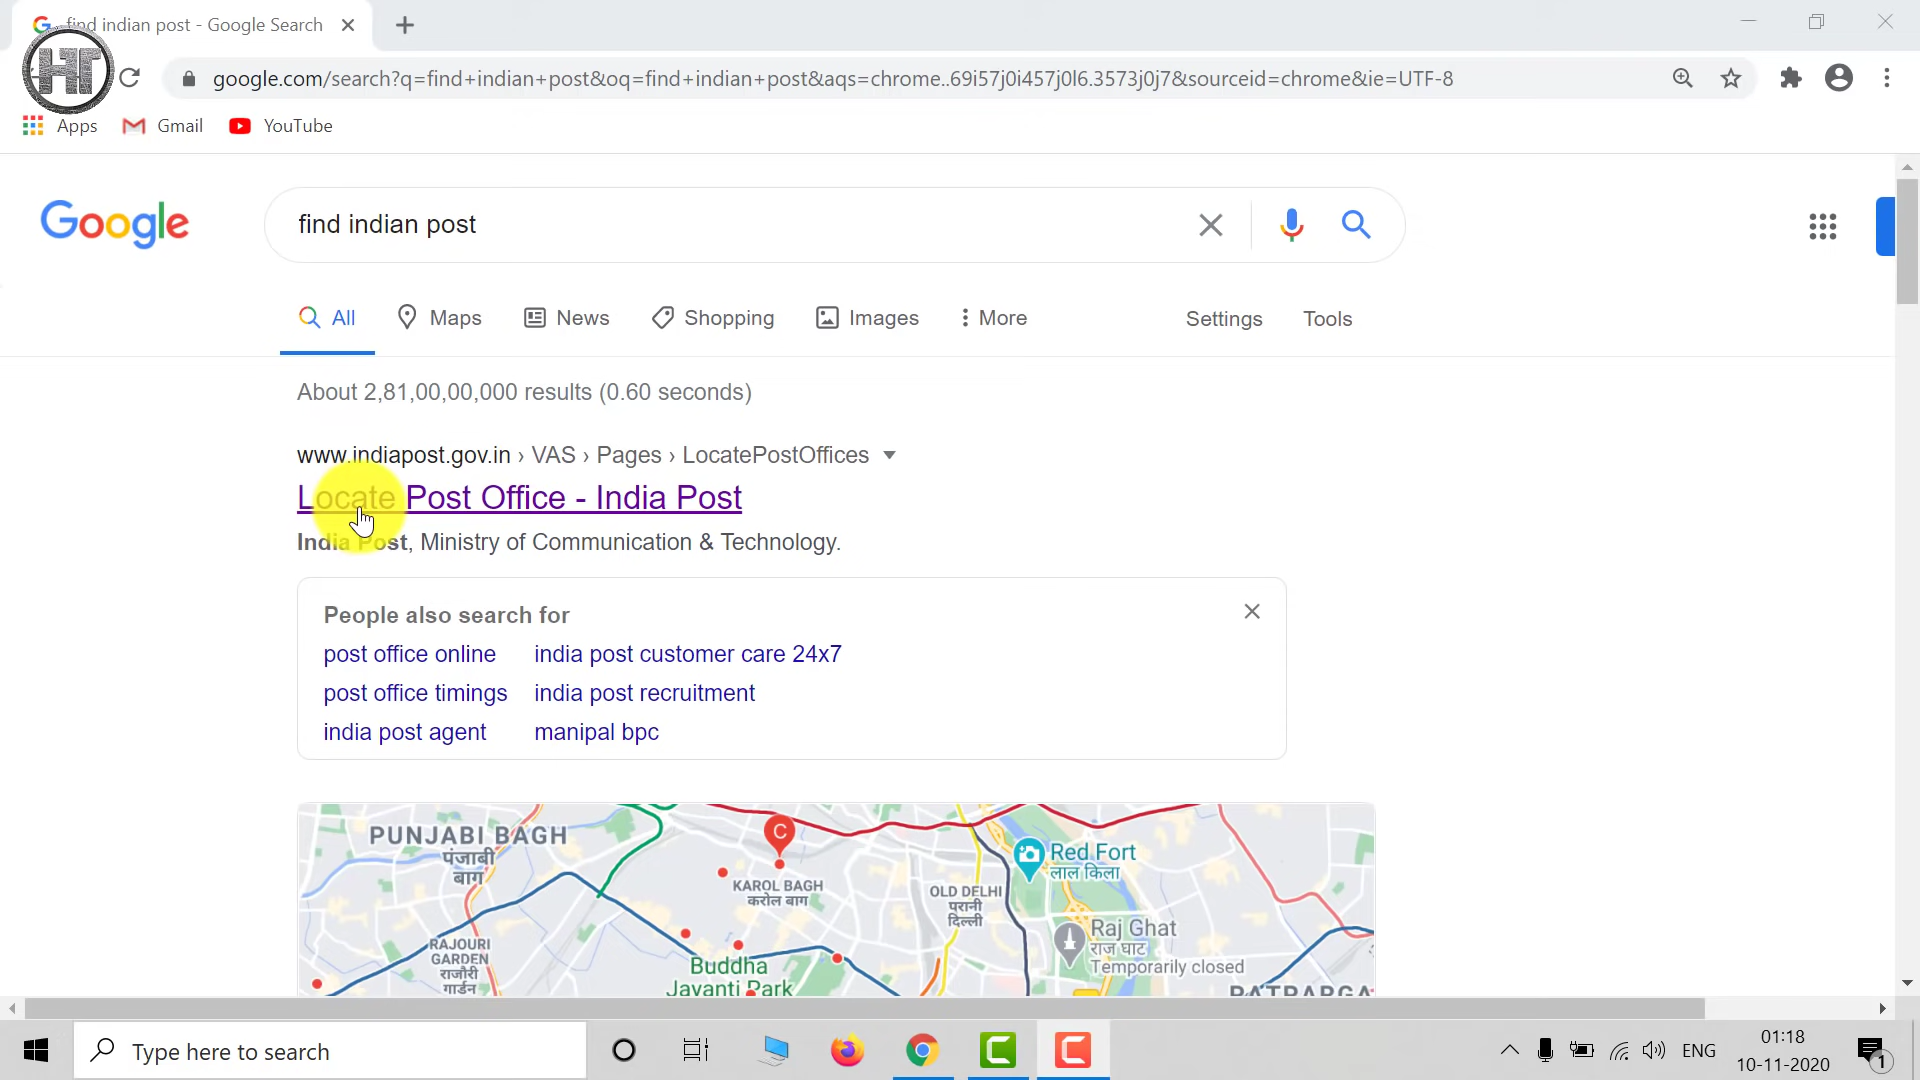 find indian post - Google Search
HT
google.com/search?q=find+indian+post&oq=find+indian+post&aqs=chrome..69i57j0i457j0l6.3573j0j7&sourceid=chrome&ie=UTF-8
Apps Gmail YouTube
Google find indian post
All Maps News Shopping Images More Settings Tools
About 2,81,00,00,000 results (0.60 seconds)
www.indiapost.gov.in › VAS › Pages › LocatePostOffices
Locate Post Office - India Post
India Post, Ministry of Communication & Technology.
People also search for
post office online india post customer care 24x7
post office timings india post recruitment
india post agent manipal bpc
PUNJABI BAGH
पंजाबी
बाग
C
KAROL BAGH
करोल बाग
Red Fort
लाल किला
OLD DELHI
पुरानी
दिल्ली
Raj Ghat
राज घाट
Temporarily closed
RAJOURI
GARDEN
राजौरी
गार्डन
Buddha
Jayanti Park
PATPARGA
Type here to search
ENG
01:18
10-11-2020
1